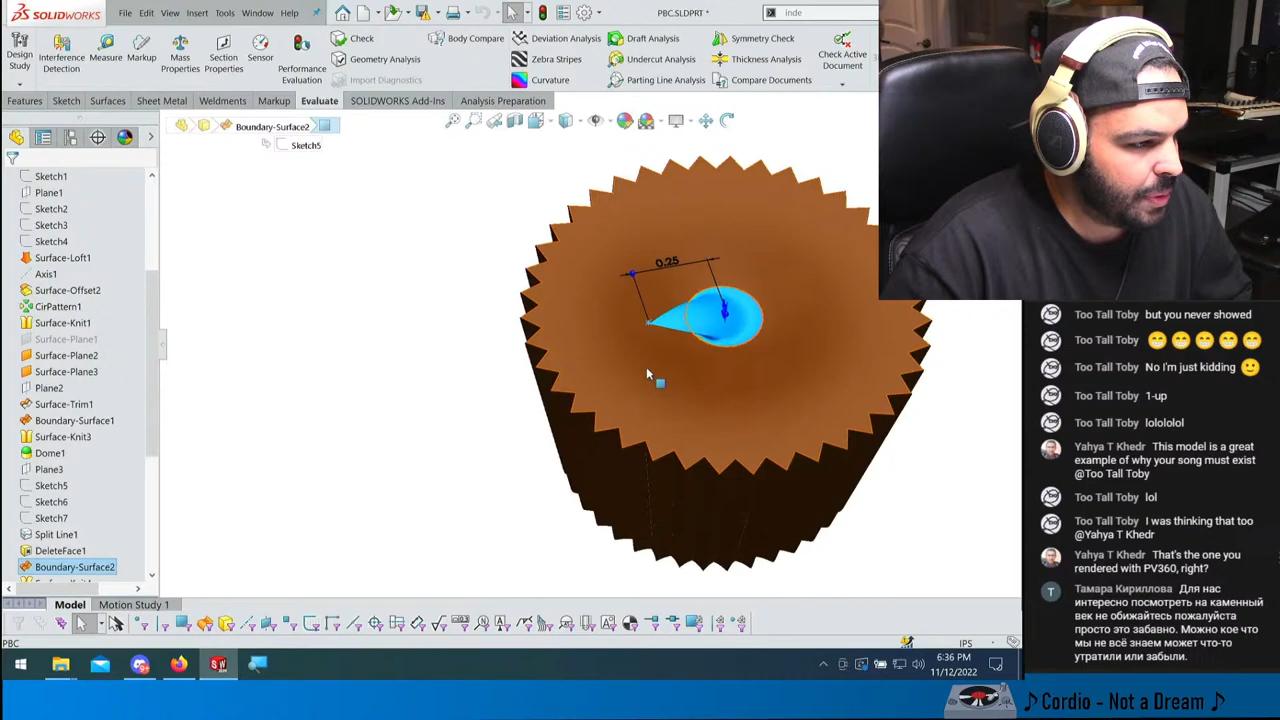 SOLIDWORKS File Edit View Insert Tools Window Help PBC.SLDPRT * inde
Design Study
Interference Detection
Measure
Markup
Mass Properties
Section Properties
Sensor
Performance Evaluation
Check
Geometry Analysis
Import Diagnostics
Body Compare
Deviation Analysis
Zebra Stripes
Curvature
Draft Analysis
Undercut Analysis
Parting Line Analysis
Symmetry Check
Thickness Analysis
Compare Documents
Check Active Document
Features Sketch Surfaces Sheet Metal Weldments Markup Evaluate SOLIDWORKS Add-Ins Analysis Preparation
Boundary-Surface2
Sketch5
Sketch1
Plane1
Sketch2
Sketch3
Sketch4
Surface-Loft1
Axis1
Surface-Offset2
CirPattern1
Surface-Knit1
Surface-Plane1
Surface-Plane2
Surface-Plane3
Plane2
Surface-Trim1
Boundary-Surface1
Surface-Knit3
Dome1
Plane3
Sketch5
Sketch6
Sketch7
Split Line1
DeleteFace1
Boundary-Surface2
0.25
Model Motion Study 1
PBC IPS
6:36 PM
11/12/2022
Too Tall Toby but you never showed
Too Tall Toby 😁😁😁😁😁
Too Tall Toby No I'm just kidding 🙂
Too Tall Toby 1-up
Too Tall Toby lolololol
Yahya T Khedr This model is a great
example of why your song must exist
@Too Tall Toby
Too Tall Toby lol
Too Tall Toby I was thinking that too
@Yahya T Khedr
Yahya T Khedr That's the one you
rendered with PV360, right?
Т Тамара Кириллова Для нас
интересно посмотреть на каменный
век не обижайтесь пожалуйста
просто это забавно. Можно кое что
мы не всё знаем может что-то
утратили или забыли.
♪ Cordio - Not a Dream ♪